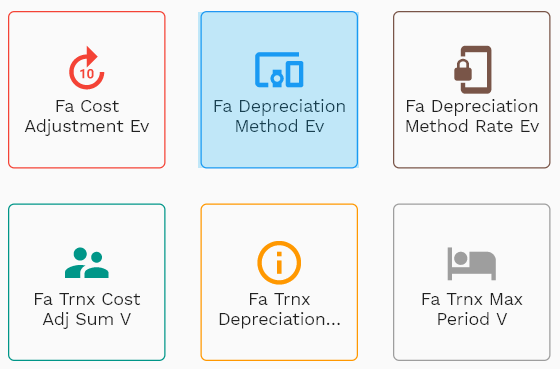 10
Fa Cost
Adjustment Ev
Fa Depreciation
Method Ev
Fa Depreciation
Method Rate Ev
Fa Trnx Cost
Adj Sum V
Fa Trnx
Depreciation...
Fa Trnx Max
Period V